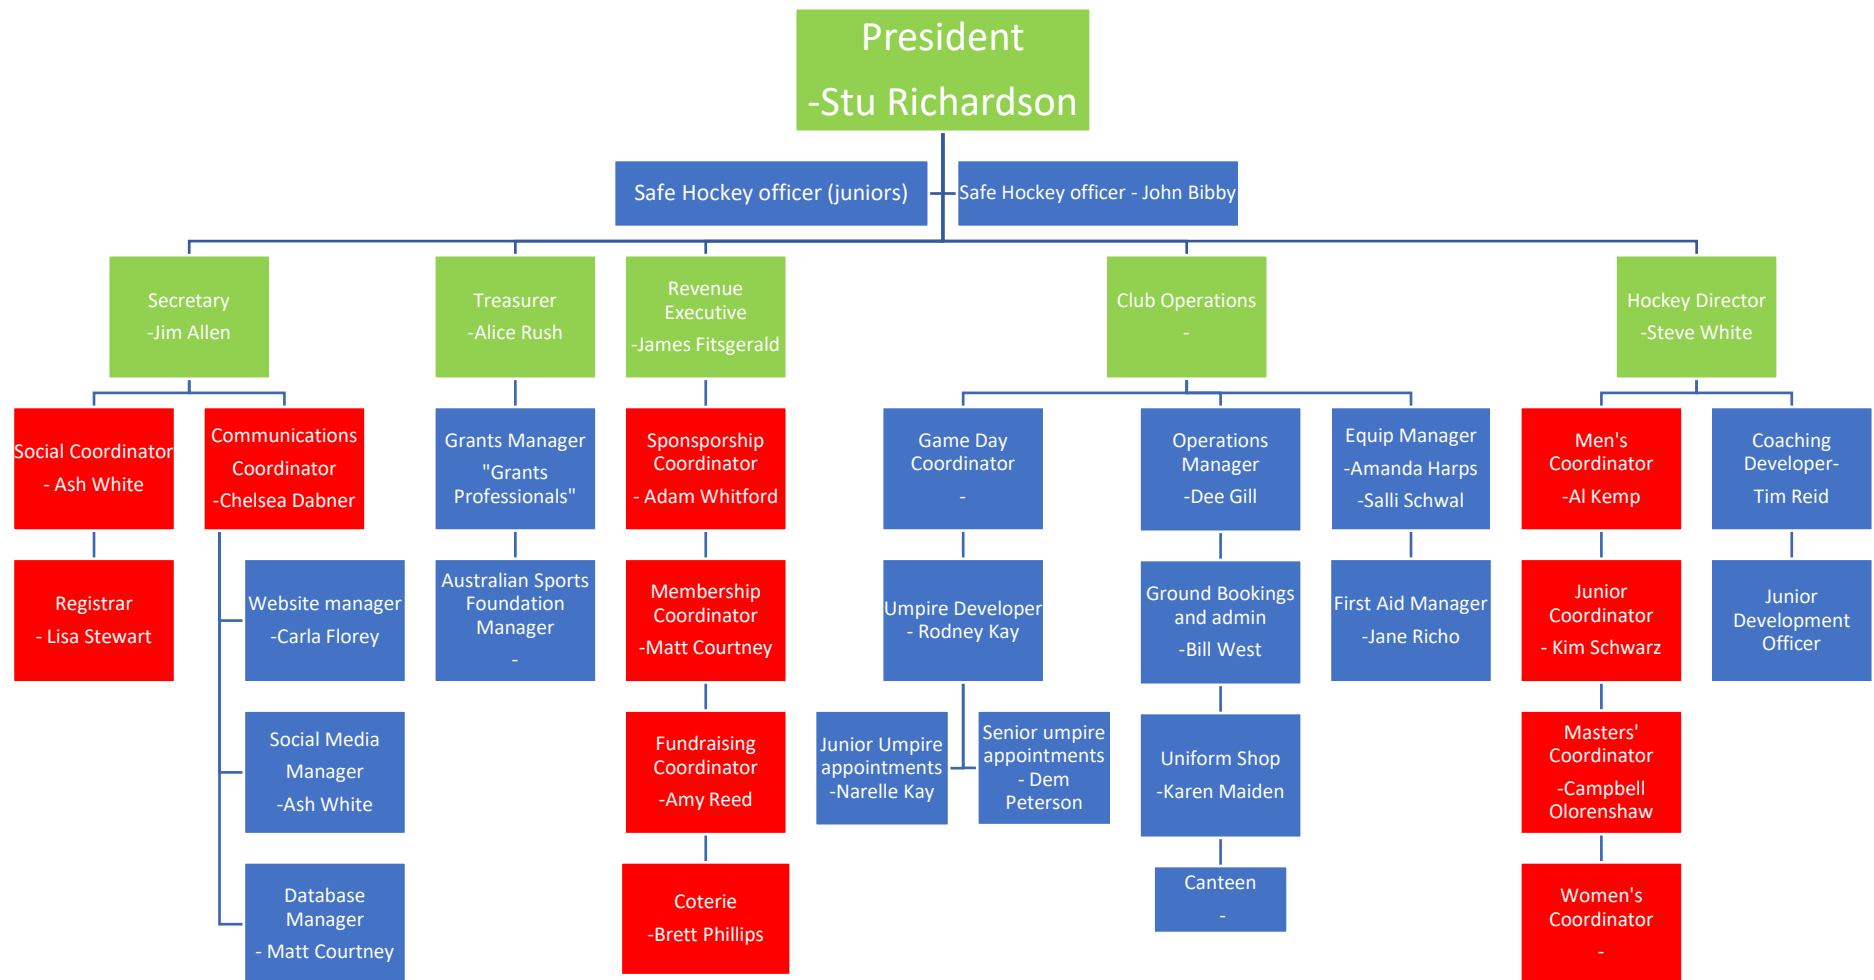 President
-Stu Richardson
Safe Hockey officer (juniors)
Safe Hockey officer - John Bibby
Secretary
-Jim Allen
Treasurer
-Alice Rush
Revenue
Executive
-James Fitsgerald
Club Operations
-
Hockey Director
-Steve White
Social Coordinator
- Ash White
Communications
Coordinator
-Chelsea Dabner
Grants Manager
"Grants
Professionals"
Sponsporship
Coordinator
- Adam Whitford
Game Day
Coordinator
-
Operations
Manager
-Dee Gill
Equip Manager
-Amanda Harps
-Salli Schwal
Men's
Coordinator
-Al Kemp
Coaching
Developer-
Tim Reid
Registrar
- Lisa Stewart
Website manager
-Carla Florey
Australian Sports
Foundation
Manager
-
Membership
Coordinator
-Matt Courtney
Umpire Developer
- Rodney Kay
Ground Bookings
and admin
-Bill West
First Aid Manager
-Jane Richo
Junior
Coordinator
- Kim Schwarz
Junior
Development
Officer
Social Media
Manager
-Ash White
Fundraising
Coordinator
-Amy Reed
Junior Umpire
appointments
-Narelle Kay
Senior umpire
appointments
- Dem
Peterson
Uniform Shop
-Karen Maiden
Masters'
Coordinator
-Campbell
Olorenshaw
Database
Manager
- Matt Courtney
Coterie
-Brett Phillips
Canteen
-
Women's
Coordinator
-